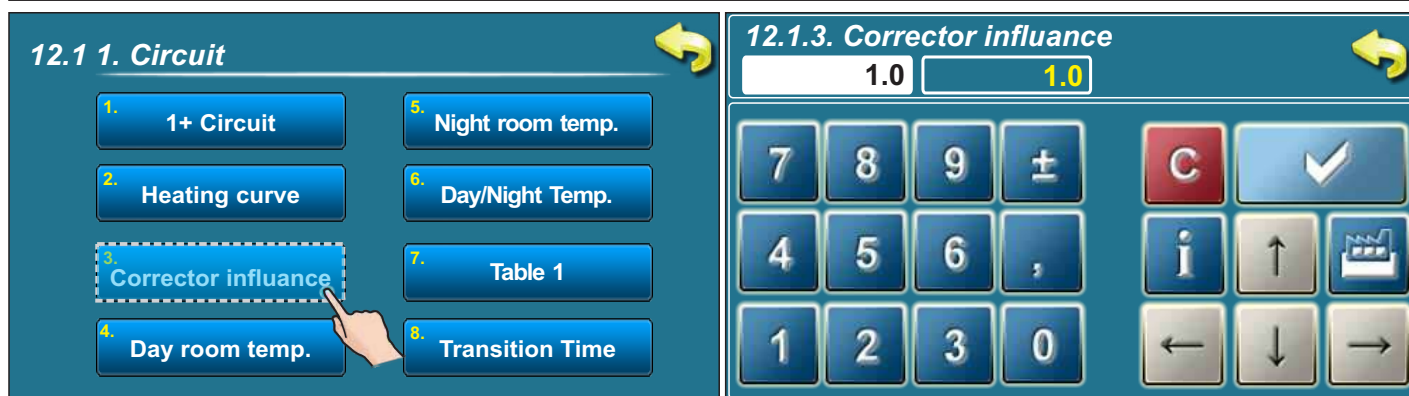 12.1 1. Circuit
1.
1+ Circuit
2.
Heating curve
3.
Corrector influance
4.
Day room temp.
5.
Night room temp.
6.
Day/Night Temp.
7.
Table 1
8.
Transition Time
12.1.3. Corrector influance
1.0 1.0
7 8 9 ± C
4 5 6 , i ↑
1 2 3 0 ← ↓ →